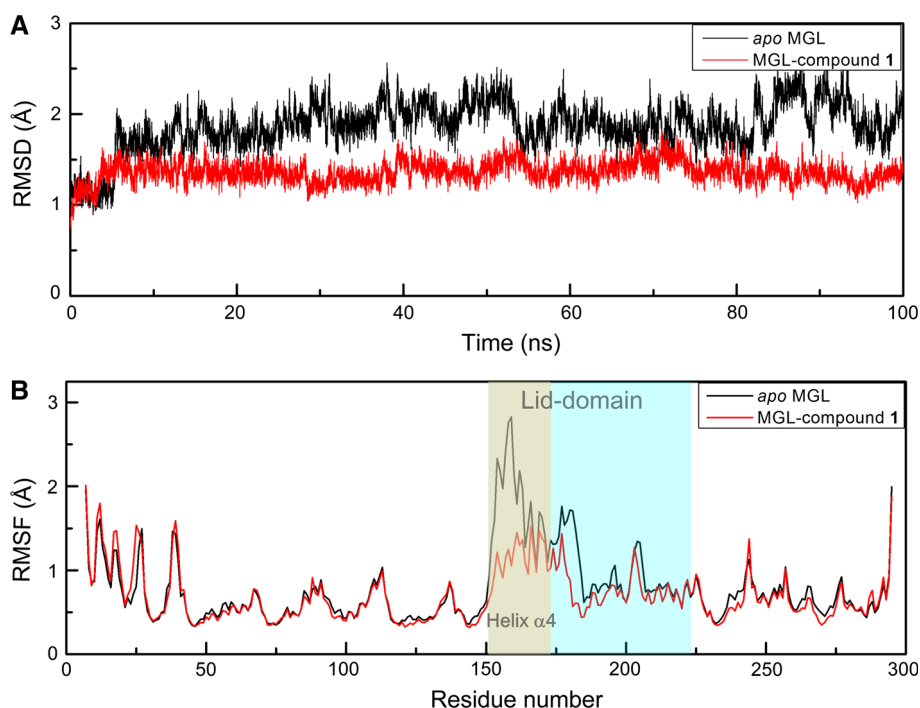 A
3
2
1
0
RMSD (Å)
apo MGL
MGL-compound 1
0
20
40
60
80
100
Time (ns)
B
3
2
1
0
RMSF (Å)
Lid-domain
Helix α4
apo MGL
MGL-compound 1
0
50
100
150
200
250
300
Residue number